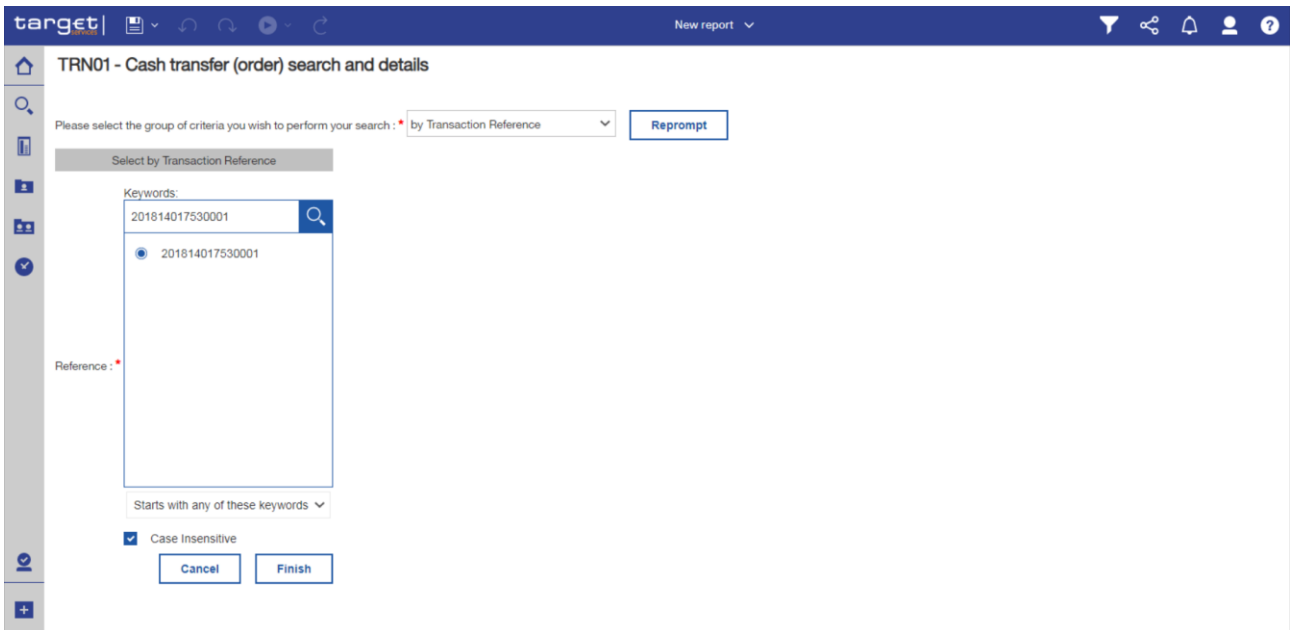 target| New report
services
TRN01 - Cash transfer (order) search and details
Please select the group of criteria you wish to perform your search : * by Transaction Reference Reprompt
Select by Transaction Reference
Keywords:
201814017530001
201814017530001
Reference : *
Starts with any of these keywords
Case Insensitive
Cancel Finish